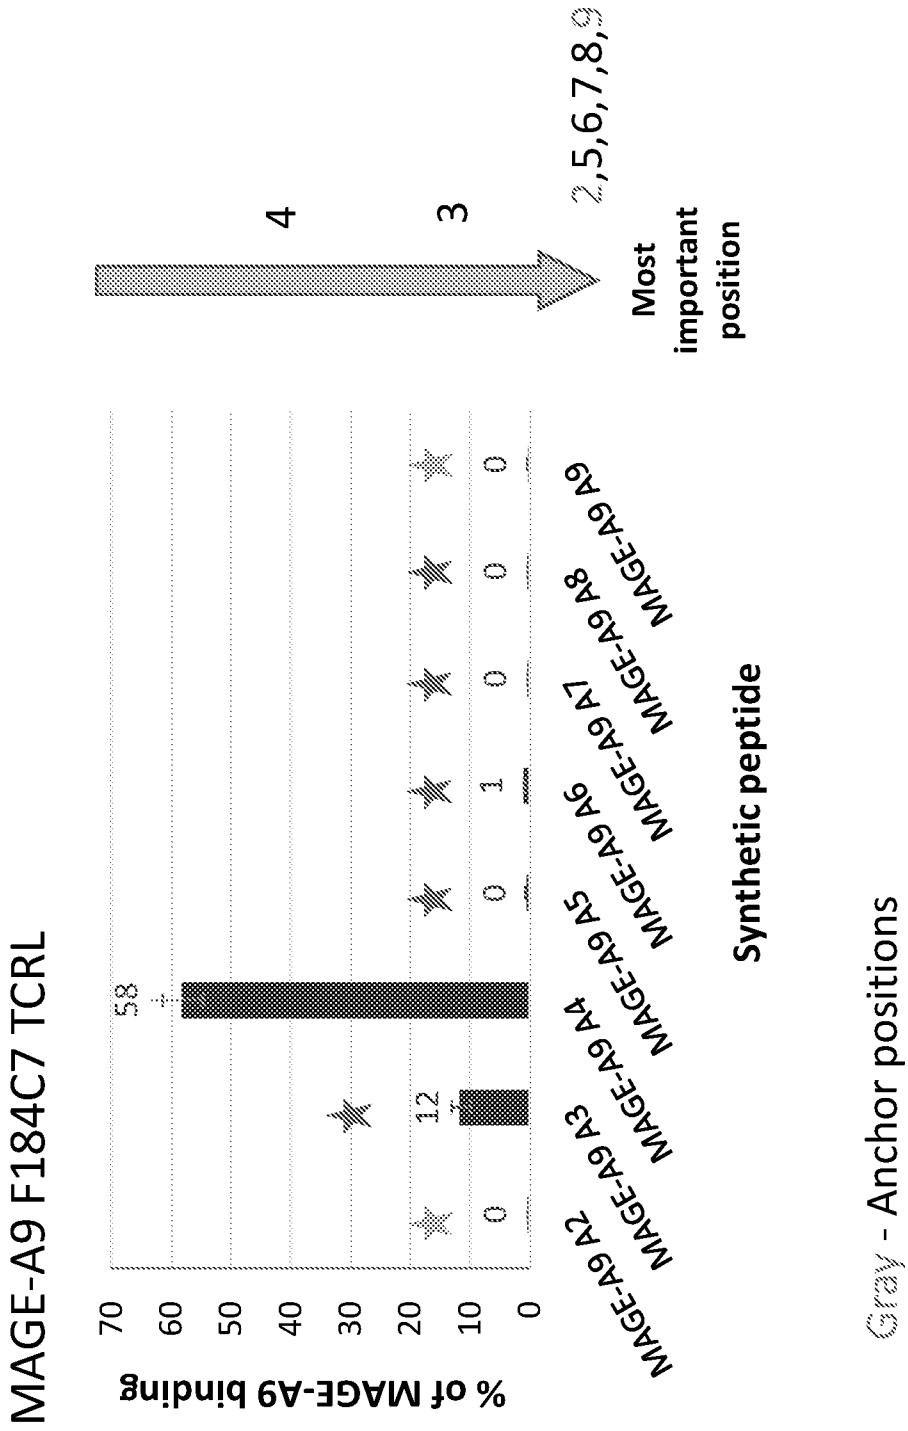 MAGE-A9 F184C7 TCRL
% of MAGE-A9 binding
70
60
50
40
30
20
10
0
0
12
58
0
1
0
0
0
MAGE-A9 A2
MAGE-A9 A3
MAGE-A9 A4
MAGE-A9 A5
MAGE-A9 A6
MAGE-A9 A7
MAGE-A9 A8
MAGE-A9 A9
Synthetic peptide
4
3
2,5,6,7,8,9
Most
important
position
Gray - Anchor positions